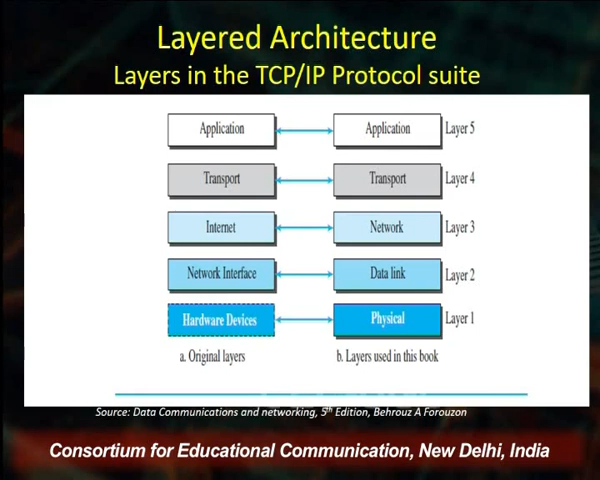 Layered Architecture
Layers in the TCP/IP Protocol suite
Application Application Layer 5
Transport Transport Layer 4
Internet Network Layer 3
Network Interface Data link Layer 2
Hardware Devices Physical Layer 1
a. Original layers b. Layers used in this book
Source: Data Communications and networking, 5th Edition, Behrouz A Forouzon
Consortium for Educational Communication, New Delhi, India